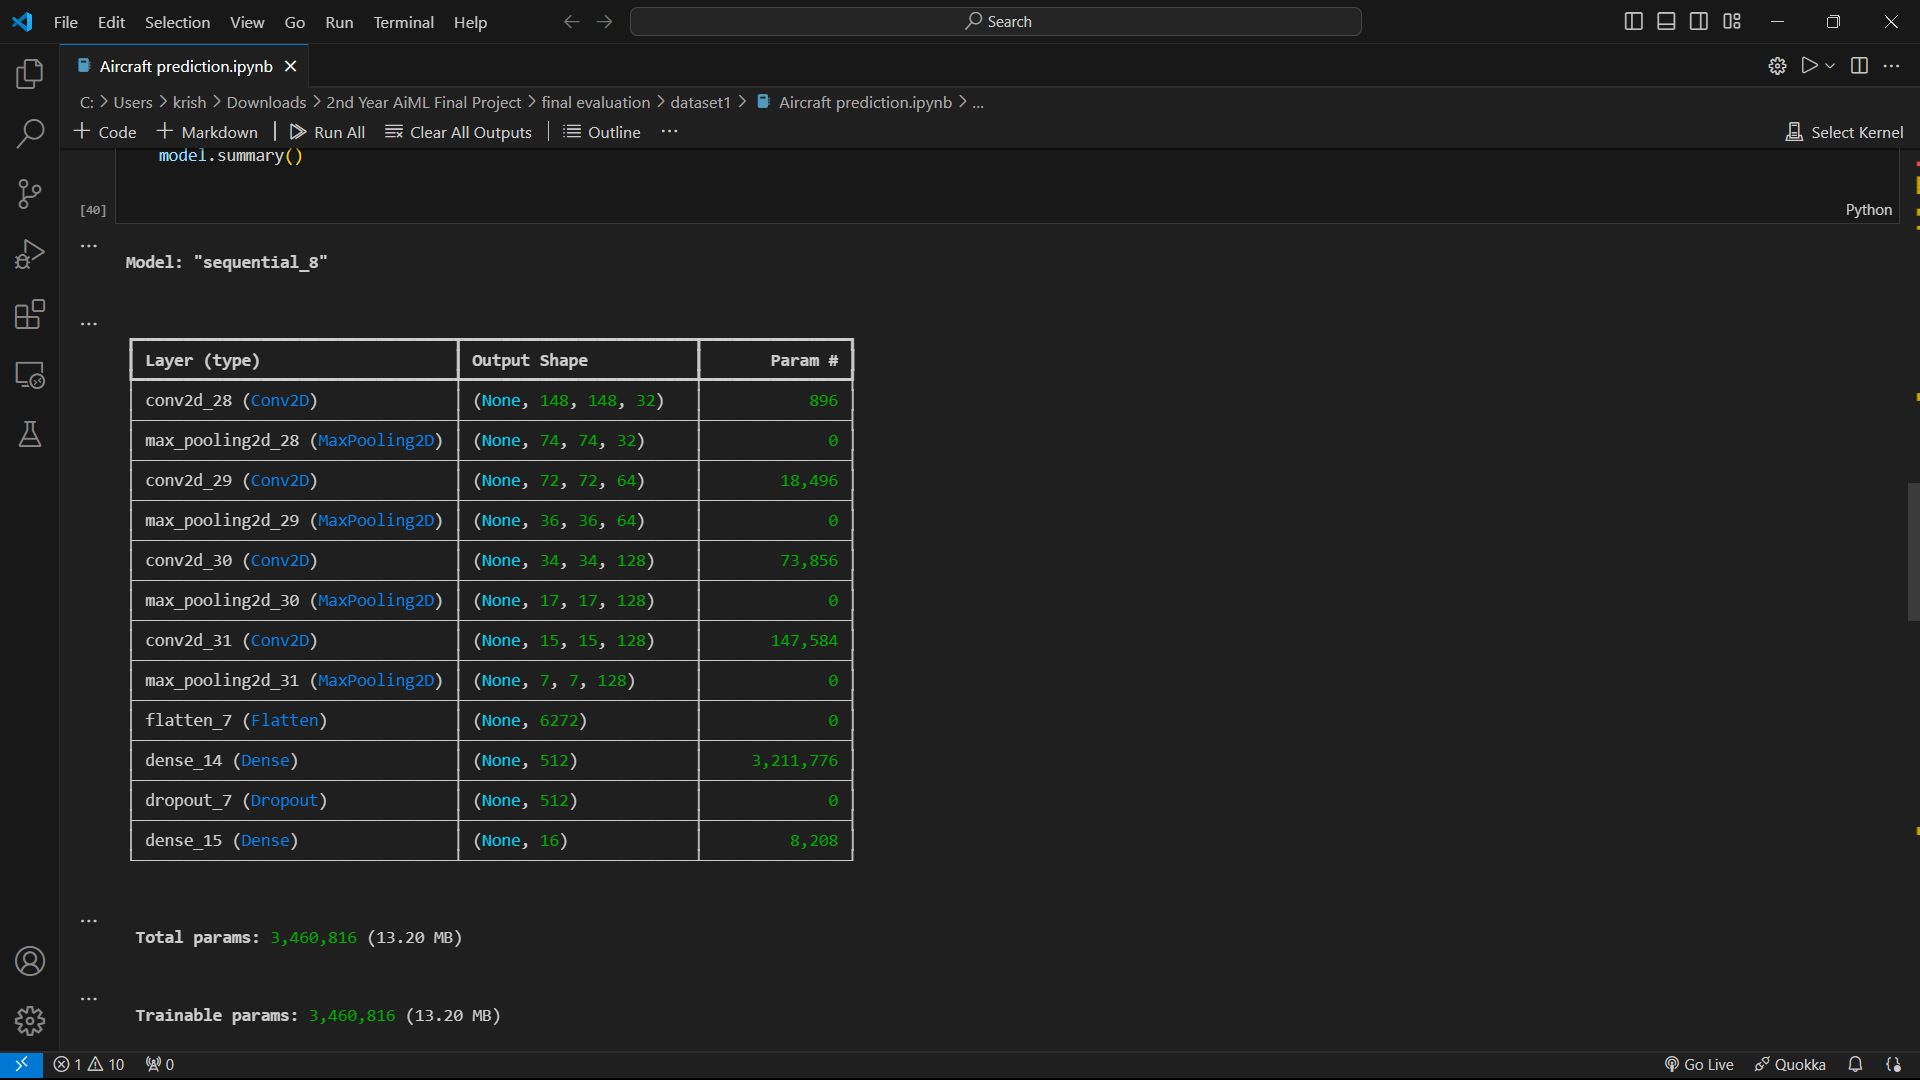 File Edit Selection View Go Run Terminal Help Search
Aircraft prediction.ipynb
C: > Users > krish > Downloads > 2nd Year AiML Final Project > final evaluation > dataset1 > Aircraft prediction.ipynb > ...
+ Code + Markdown Run All Clear All Outputs Outline ... Select Kernel
model.summary()
[40] Python
...
Model: "sequential_8"
...
Layer (type) Output Shape Param #
conv2d_28 (Conv2D) (None, 148, 148, 32) 896
max_pooling2d_28 (MaxPooling2D) (None, 74, 74, 32) 0
conv2d_29 (Conv2D) (None, 72, 72, 64) 18,496
max_pooling2d_29 (MaxPooling2D) (None, 36, 36, 64) 0
conv2d_30 (Conv2D) (None, 34, 34, 128) 73,856
max_pooling2d_30 (MaxPooling2D) (None, 17, 17, 128) 0
conv2d_31 (Conv2D) (None, 15, 15, 128) 147,584
max_pooling2d_31 (MaxPooling2D) (None, 7, 7, 128) 0
flatten_7 (Flatten) (None, 6272) 0
dense_14 (Dense) (None, 512) 3,211,776
dropout_7 (Dropout) (None, 512) 0
dense_15 (Dense) (None, 16) 8,208
...
Total params: 3,460,816 (13.20 MB)
...
Trainable params: 3,460,816 (13.20 MB)
1 10 0 Go Live Quokka